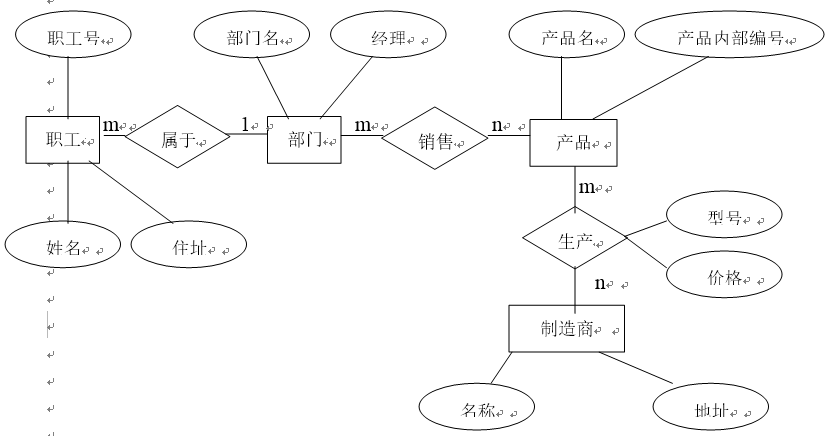 职工号
部门名
经理
产品名
产品内部编号
职工
m
属于
1
部门
m
销售
n
产品
m
姓名
住址
生产
型号
价格
n
制造商
名称
地址